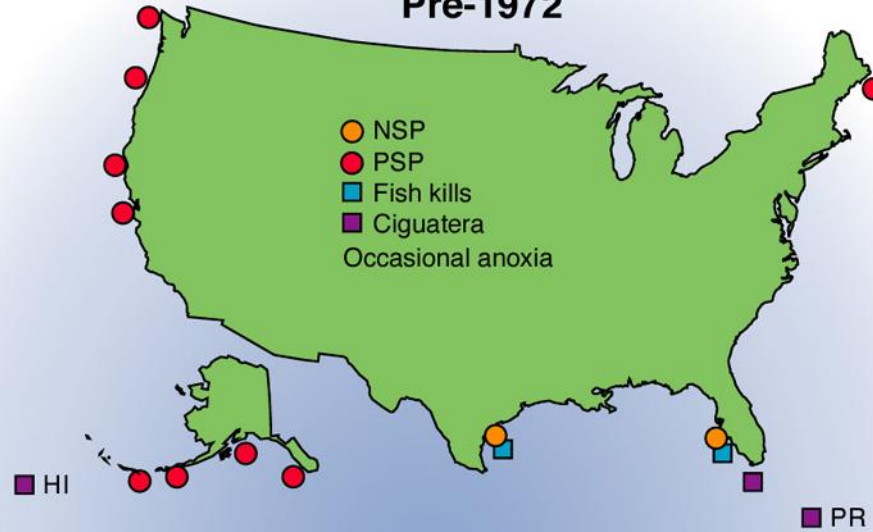 Pre-1972
NSP
PSP
Fish kills
Ciguatera
Occasional anoxia
HI
PR